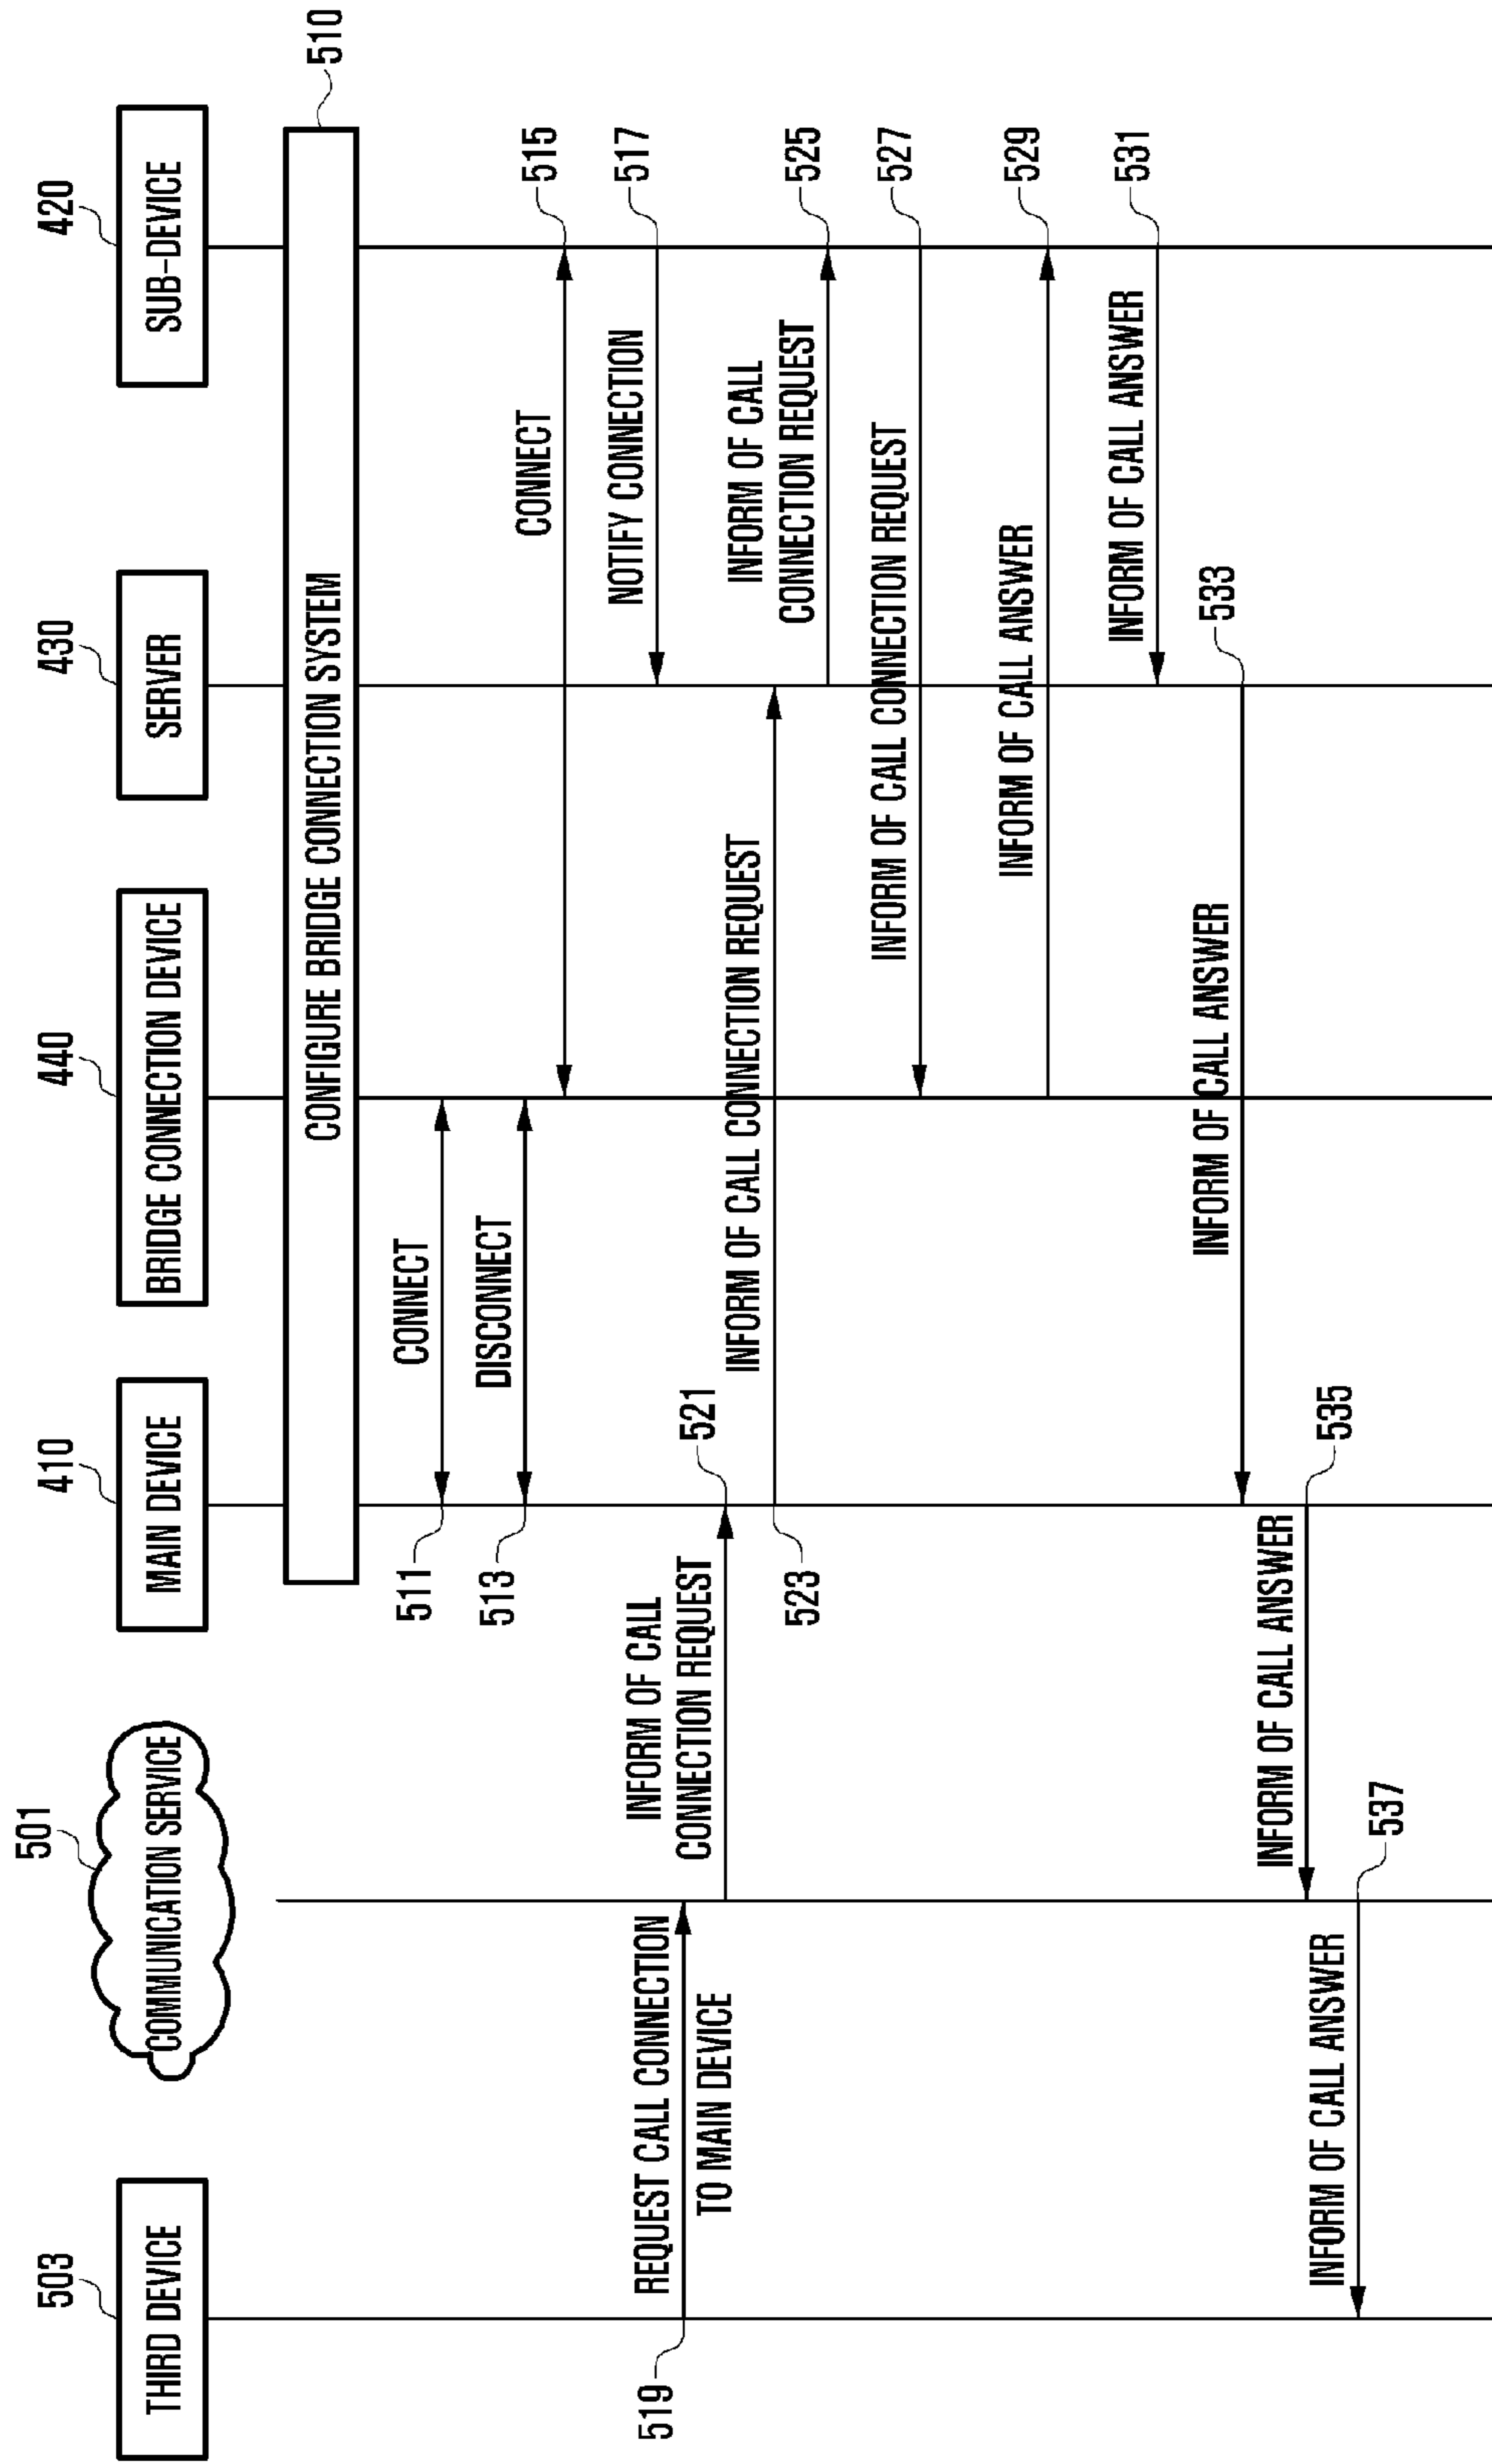 503
THIRD DEVICE
501
COMMUNICATION SERVICE
410
MAIN DEVICE
440
BRIDGE CONNECTION DEVICE
430
SERVER
420
SUB-DEVICE
CONFIGURE BRIDGE CONNECTION SYSTEM
510
511
CONNECT
513
DISCONNECT
CONNECT
515
NOTIFY CONNECTION
517
519
REQUEST CALL CONNECTION
TO MAIN DEVICE
INFORM OF CALL
CONNECTION REQUEST
521
523
INFORM OF CALL CONNECTION REQUEST
INFORM OF CALL
CONNECTION REQUEST
525
INFORM OF CALL CONNECTION REQUEST
527
INFORM OF CALL ANSWER
529
INFORM OF CALL ANSWER
531
INFORM OF CALL ANSWER
533
INFORM OF CALL ANSWER
535
INFORM OF CALL ANSWER
537